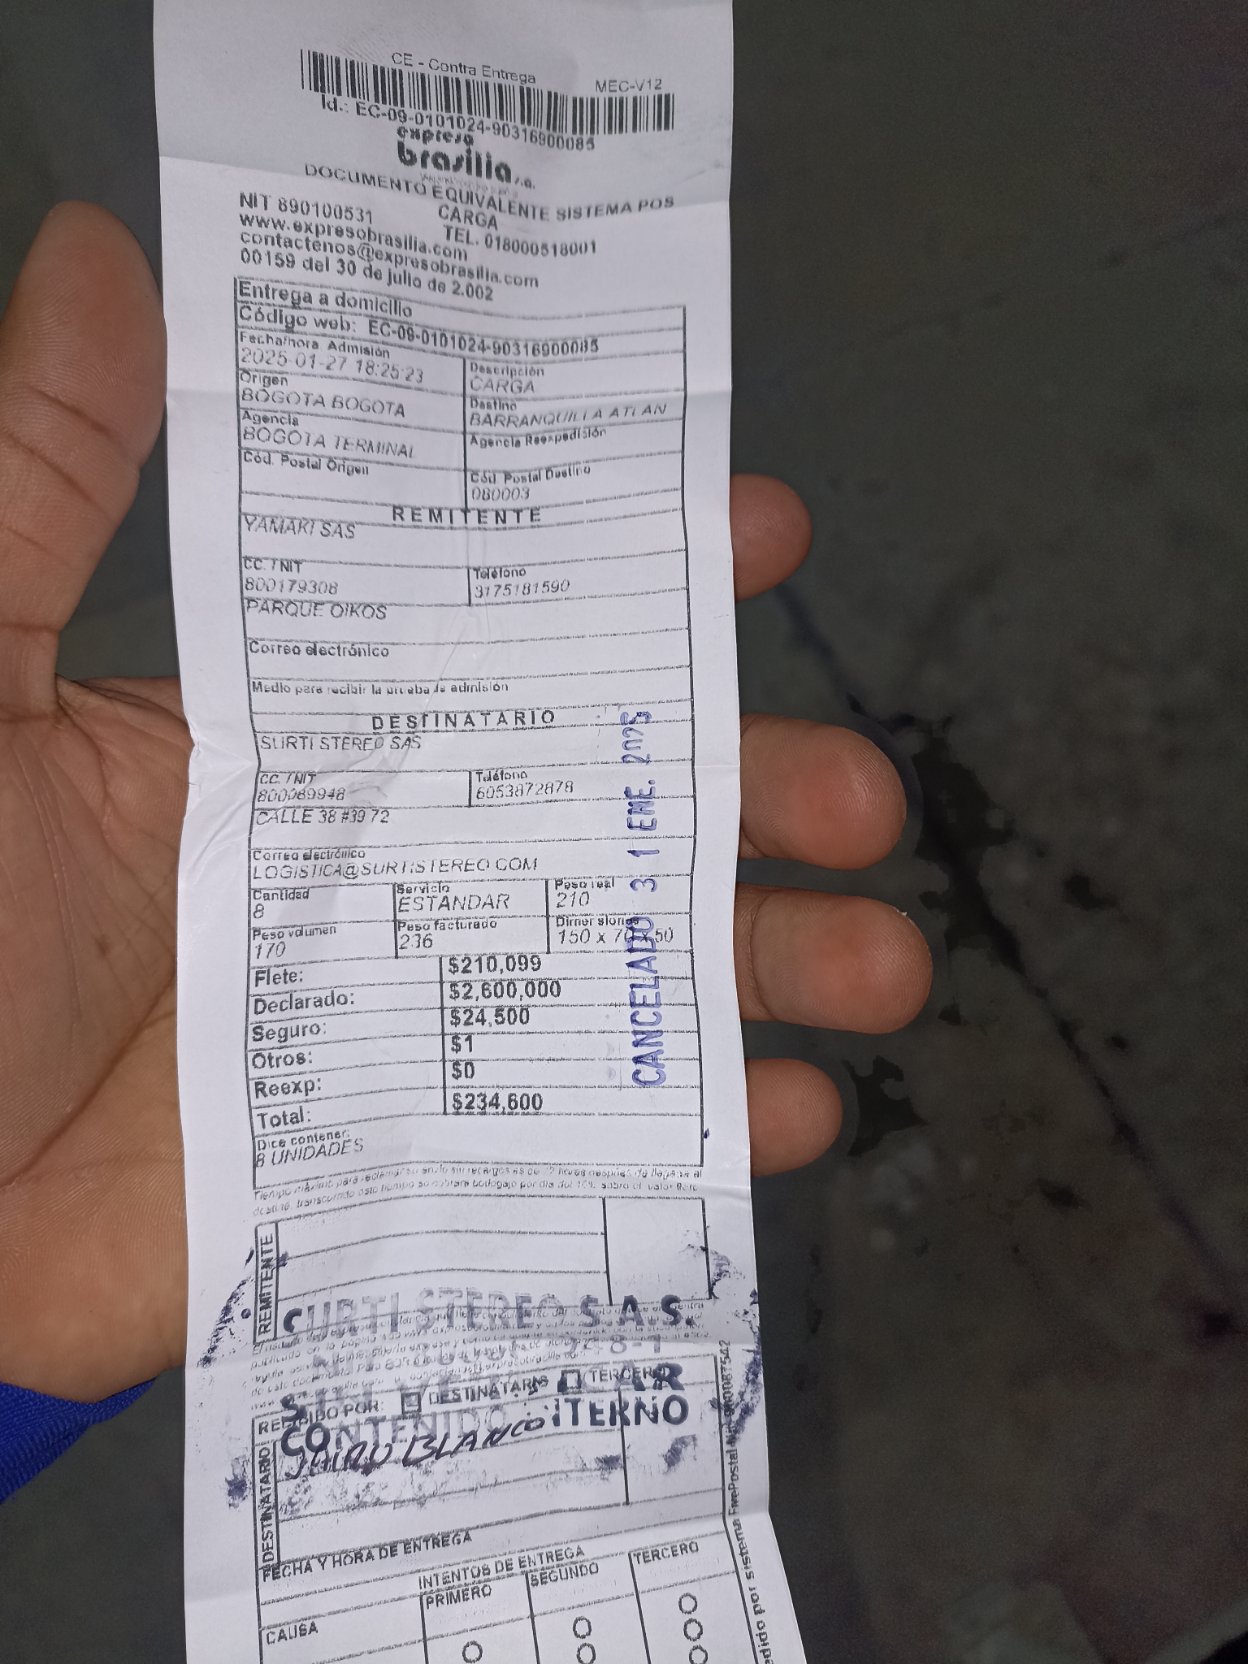 CE - Contra Entrega
MEC-V12
Id.: EC-09-0101024-90316900085
expreso
brasilia s.a.
DOCUMENTO EQUIVALENTE SISTEMA POS
CARGA
NIT 890100531
TEL. 018000518001
www.expresobrasilia.com
contactenos@expresobrasilia.com
00159 del 30 de julio de 2.002
Entrega a domicilio
Código web: EC-09-0101024-90316900085
Fecha/hora Admisión
2025-01-27 18:25:23
Descripción
CARGA
Origen
BOGOTA BOGOTA
Destino
BARRANQUILLA ATLAN
Agencia
BOGOTA TERMINAL
Agencia Reexpedición
Cód. Postal Origen
Cód. Postal Destino
080003
REMITENTE
YAMAKI SAS
CC. / NIT
800179308
Teléfono
3175181590
PARQUE OIKOS
Correo electrónico
Medio para recibir la prueba de admisión
DESTINATARIO
SURTI STEREO SAS
CC. / NIT
800089948
Teléfono
6053872878
CALLE 38 #39 72
Correo electrónico
LOGISTICA@SURTISTEREO.COM
Cantidad
8
Servicio
ESTANDAR
Peso real
210
Peso volumen
170
Peso facturado
236
Dimensiones
150 x 70 x 50
Flete: $210,099
Declarado: $2,600,000
Seguro: $24,500
Otros: $1
Reexp: $0
Total: $234,600
Dice contener:
8 UNIDADES
CANCELADO 31 ENE. 2025
REMITENTE
SURTI STEREO S.A.S.
RECIBIDO POR: DESTINATARIO TERCERO
CONTENIDO INTERNO
JAIRO BLANCO
DESTINATARIO
FECHA Y HORA DE ENTREGA
INTENTOS DE ENTREGA
CAUSA
PRIMERO
SEGUNDO
TERCERO